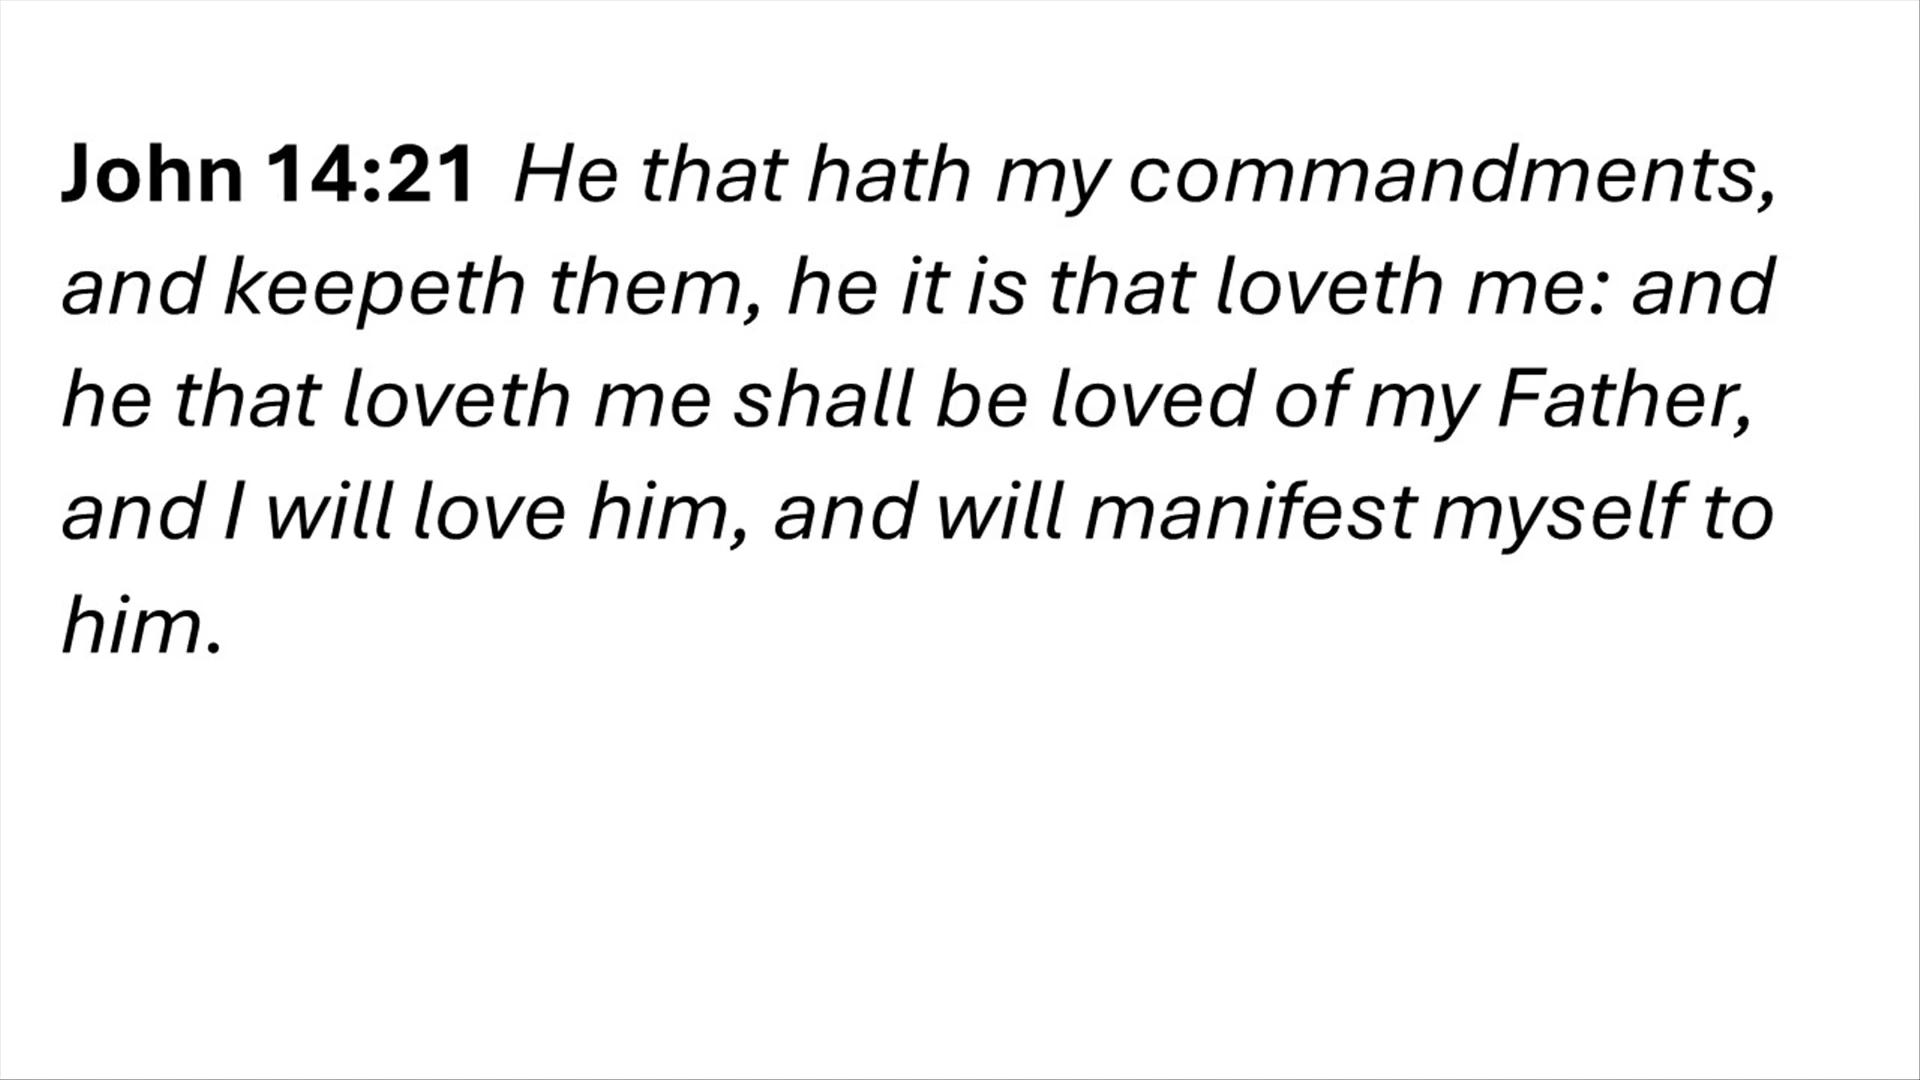 John 14:21 He that hath my commandments,
and keepeth them, he it is that loveth me: and
he that loveth me shall be loved of my Father,
and I will love him, and will manifest myself to
him.